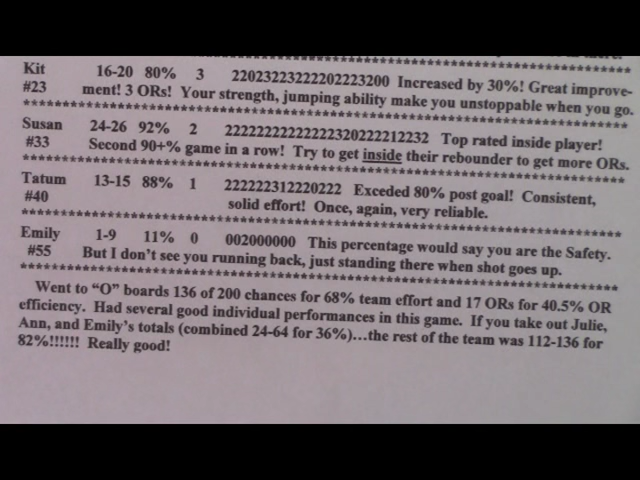 Kit 16-20 80% 3 22023223222202223200 Increased by 30%! Great improve-
#23 ment! 3 ORs! Your strength, jumping ability make you unstoppable when you go.
********************************************************************************
Susan 24-26 92% 2 22222222222222320222212232 Top rated inside player!
#33 Second 90+% game in a row! Try to get inside their rebounder to get more ORs.
********************************************************************************
Tatum 13-15 88% 1 222222312220222 Exceded 80% post goal! Consistent,
#40 solid effort! Once, again, very reliable.
********************************************************************************
Emily 1-9 11% 0 002000000 This percentage would say you are the Safety.
#55 But I don't see you running back, just standing there when shot goes up.
********************************************************************************
Went to "O" boards 136 of 200 chances for 68% team effort and 17 ORs for 40.5% OR
efficiency. Had several good individual performances in this game. If you take out Julie,
Ann, and Emily's totals (combined 24-64 for 36%)...the rest of the team was 112-136 for
82%!!!!!! Really good!